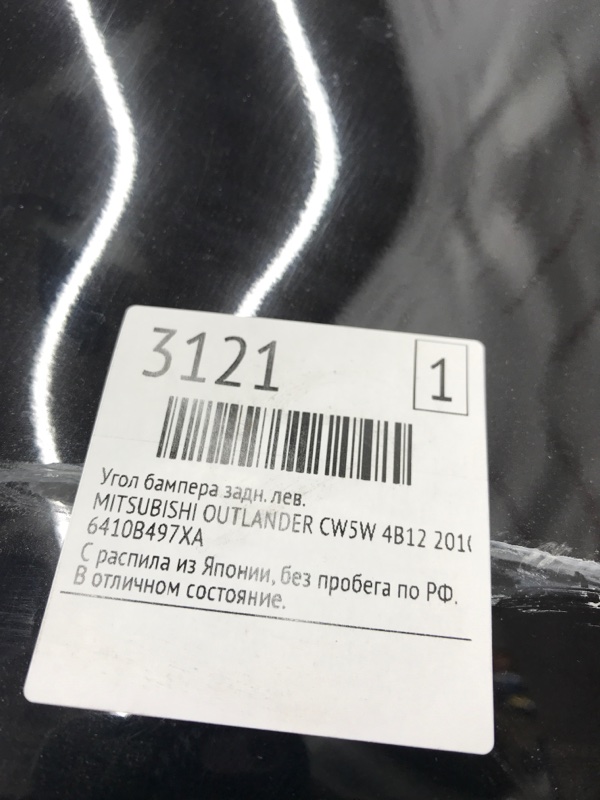 3121
1
Угол бампера задн. лев.
MITSUBISHI OUTLANDER CW5W 4B12 201
6410B497XA
С распила из Японии, без пробега по РФ.
В отличном состояние.